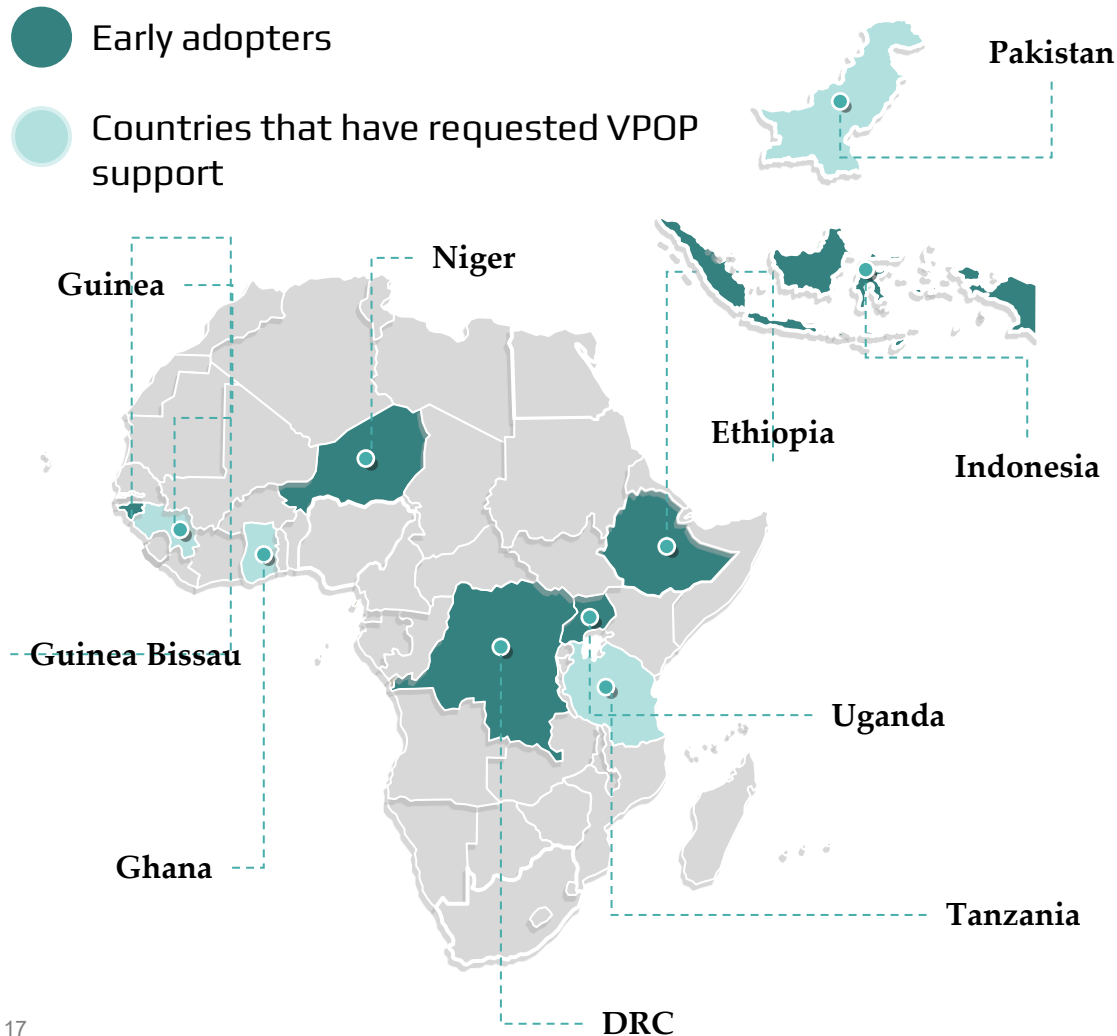 Early adopters
Pakistan
Countries that have requested VPOP
support
Niger
Guinea
Ethiopia
Indonesia
Guinea Bissau
Uganda
Ghana
Tanzania
DRC
17